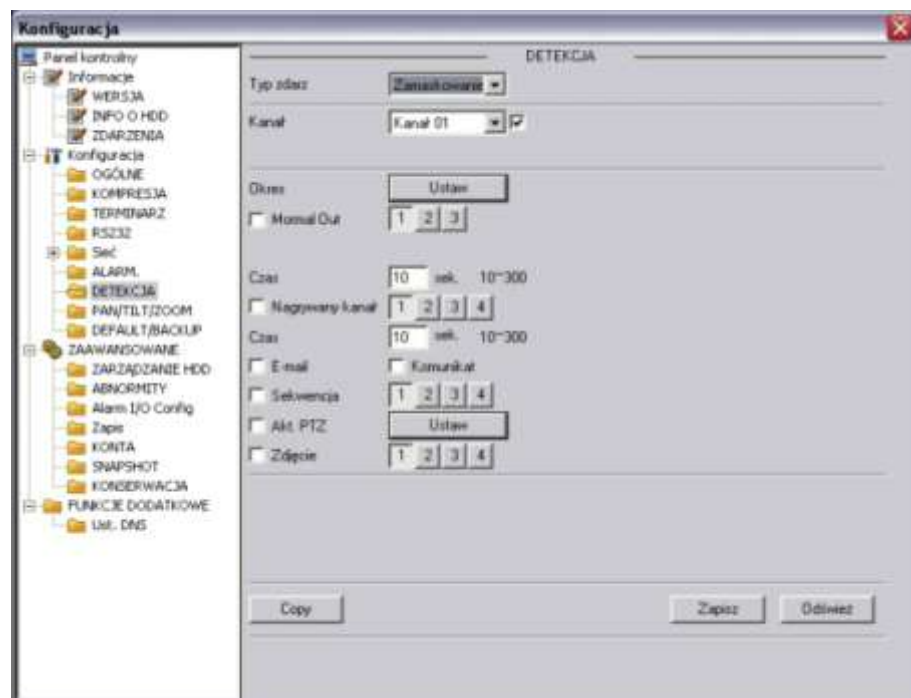 Konfiguracja
Panel kontrolny
Informacje
WERSJA
INFO O HDD
ZDARZENIA
Konfiguracja
OGÓLNE
KOMPRESJA
TERMINARZ
RS232
Sieć
ALARM.
DETEKCJA
PAN/TILT/ZOOM
DEFAULT/BACKUP
ZAAWANSOWANE
ZARZĄDZANIE HDD
ABNORMITY
Alarm I/O Config
Zapis
KONTA
SNAPSHOT
KONSERWACJA
FUNKCJE DODATKOWE
Ust. DNS
DETEKCJA
Typ zdarz Zamaskowanie
Kanał Kanał 01
Okres Ustaw
Mormal Out 1 2 3
Czas 10 sek. 10~300
Nagrywany kanał 1 2 3 4
Czas 10 sek. 10~300
E-mail Komunikat
Sekwencja 1 2 3 4
Akt. PTZ Ustaw
Zdjęcie 1 2 3 4
Copy Zapisz Odśwież